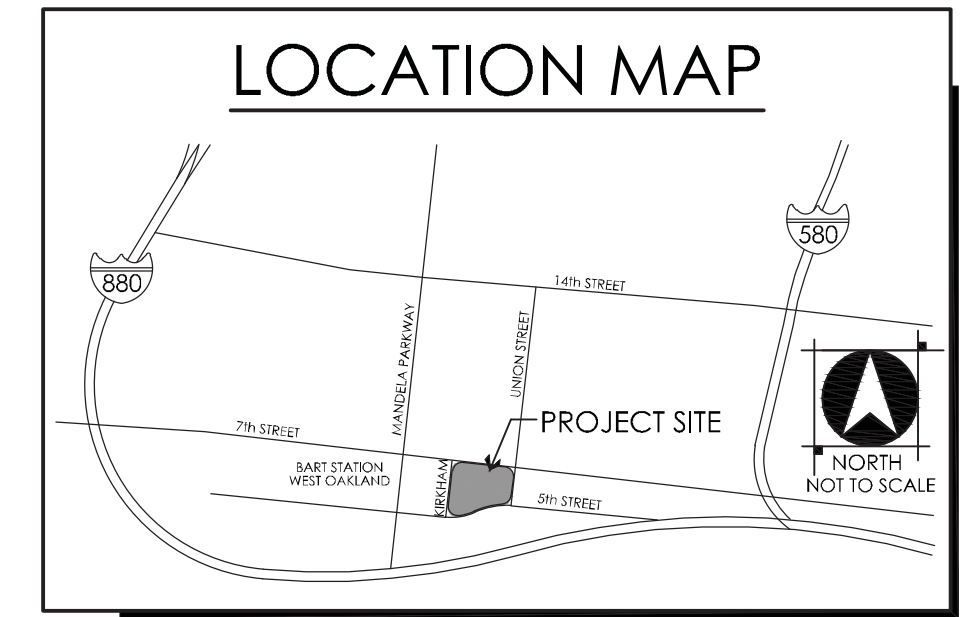 LOCATION MAP
580
880
14th STREET
MANDELA PARKWAY
UNION STREET
PROJECT SITE
7th STREET
BART STATION
WEST OAKLAND
KIRKHAM
5th STREET
NORTH
NOT TO SCALE